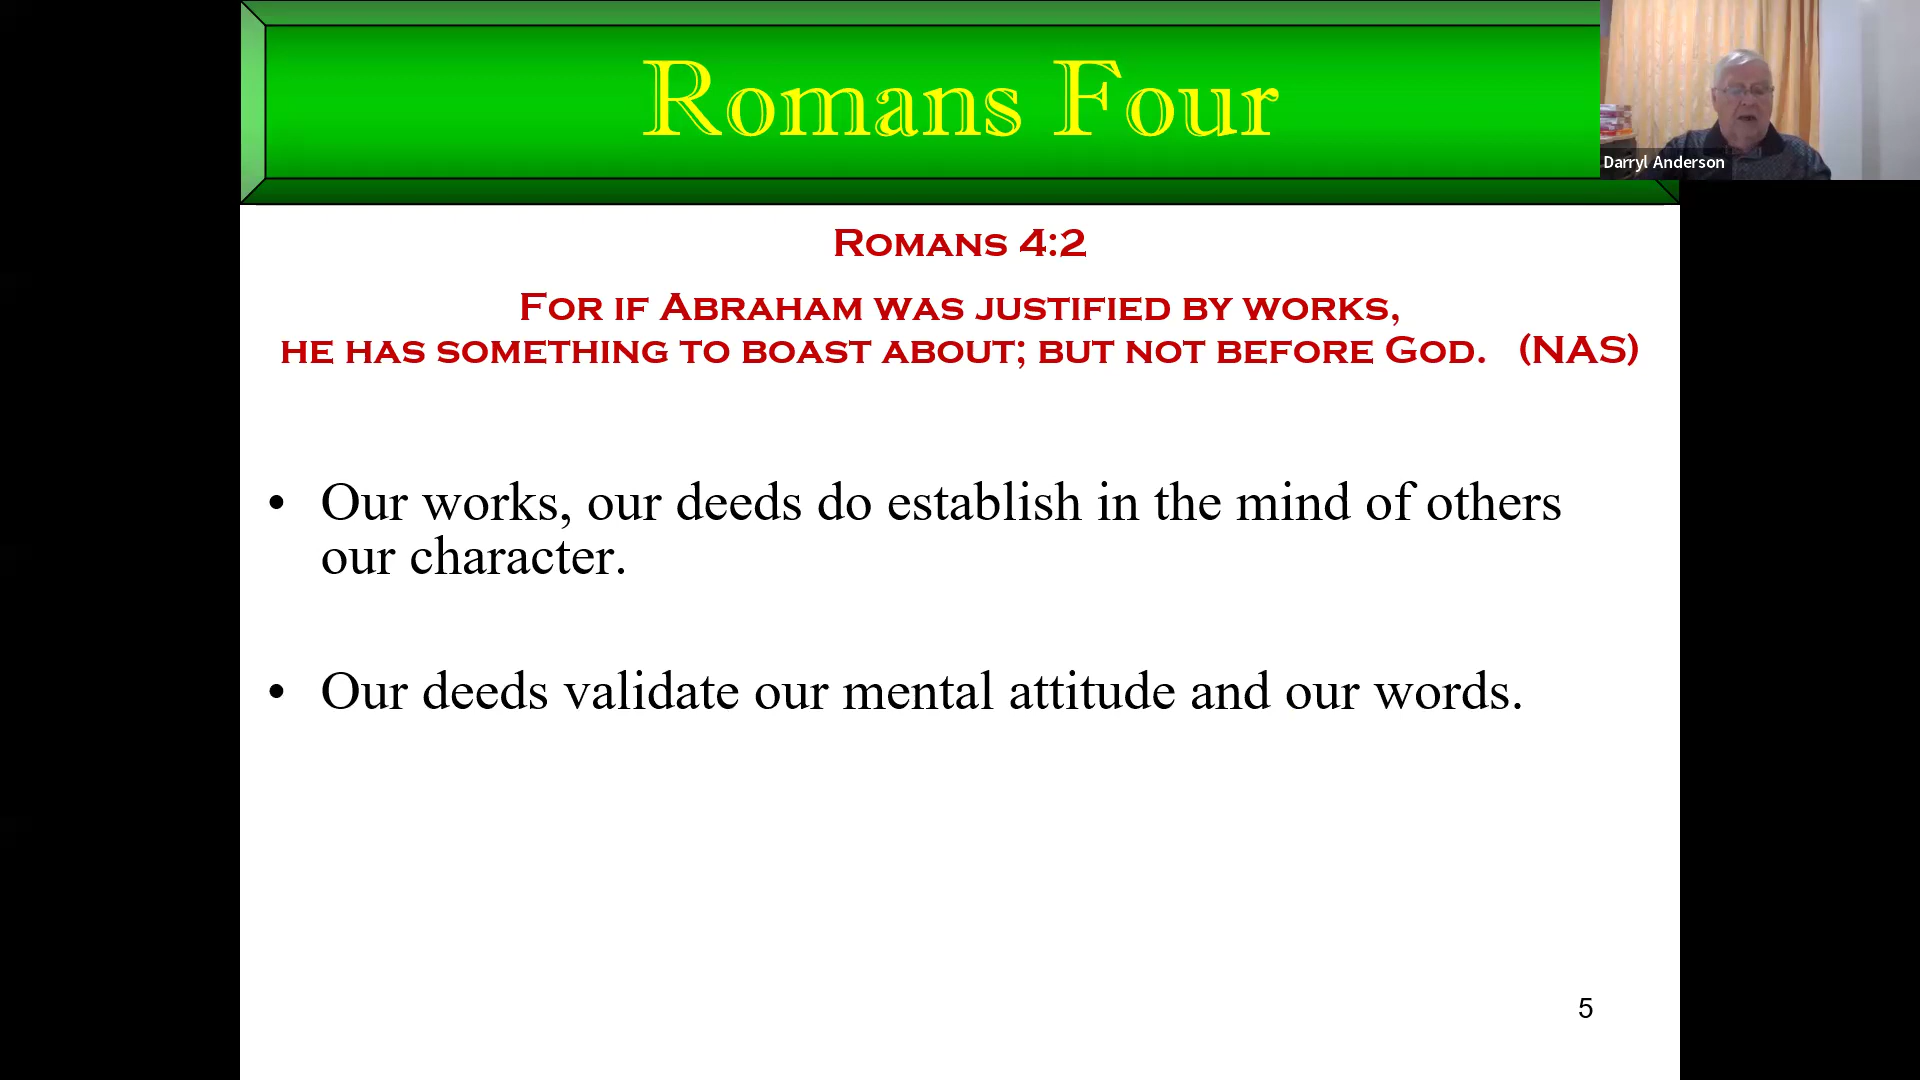 Romans Four
Darryl Anderson
Romans 4:2
For if Abraham was justified by works,
he has something to boast about; but not before God. (NAS)
• Our works, our deeds do establish in the mind of others
our character.
• Our deeds validate our mental attitude and our words.
5